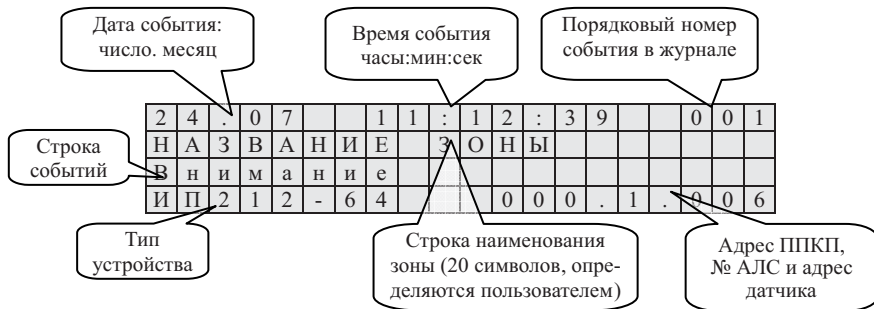 Дата события:
число. месяц
Время события
часы:мин:сек
Порядковый номер
события в журнале
24.07 11:12:39 001
НАЗВАНИЕ ЗОНЫ
Внимание
ИП212-64 000.1.006
Строка
событий
Тип
устройства
Строка наименования
зоны (20 символов, опре-
деляются пользователем)
Адрес ППКП,
№ АЛС и адрес
датчика